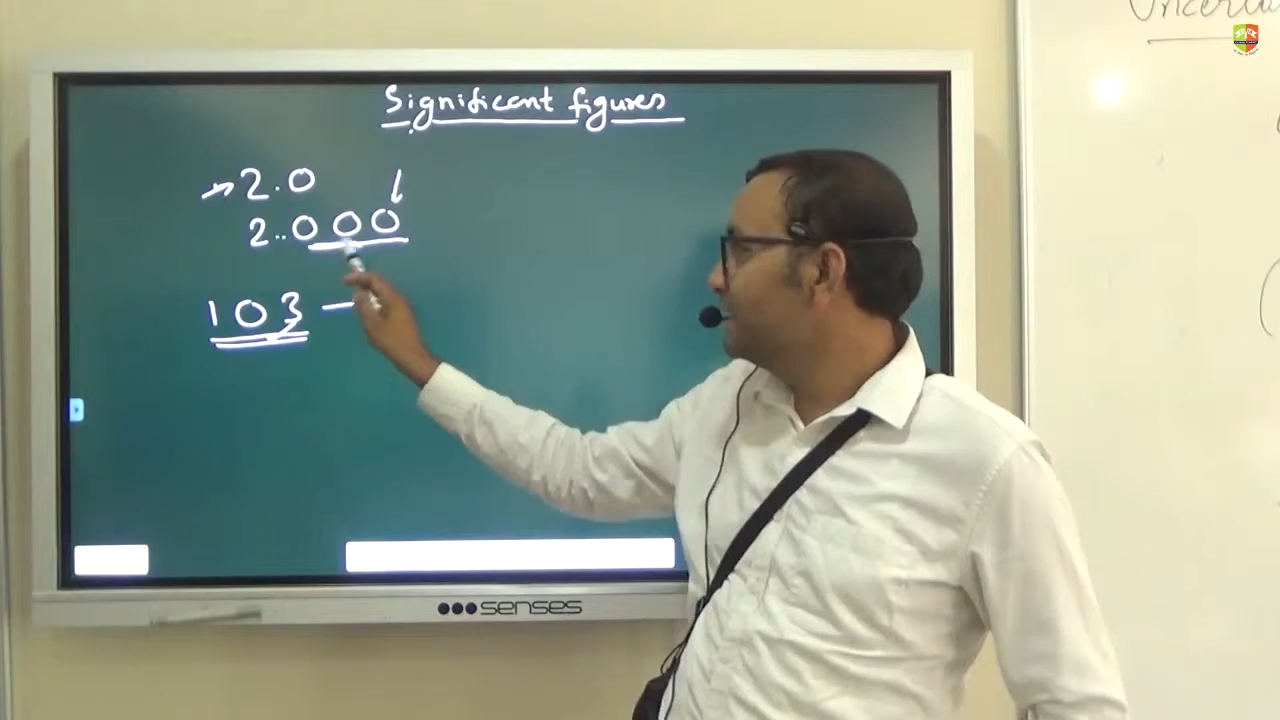 Significant figures
2.0
2.000
103 —
senses